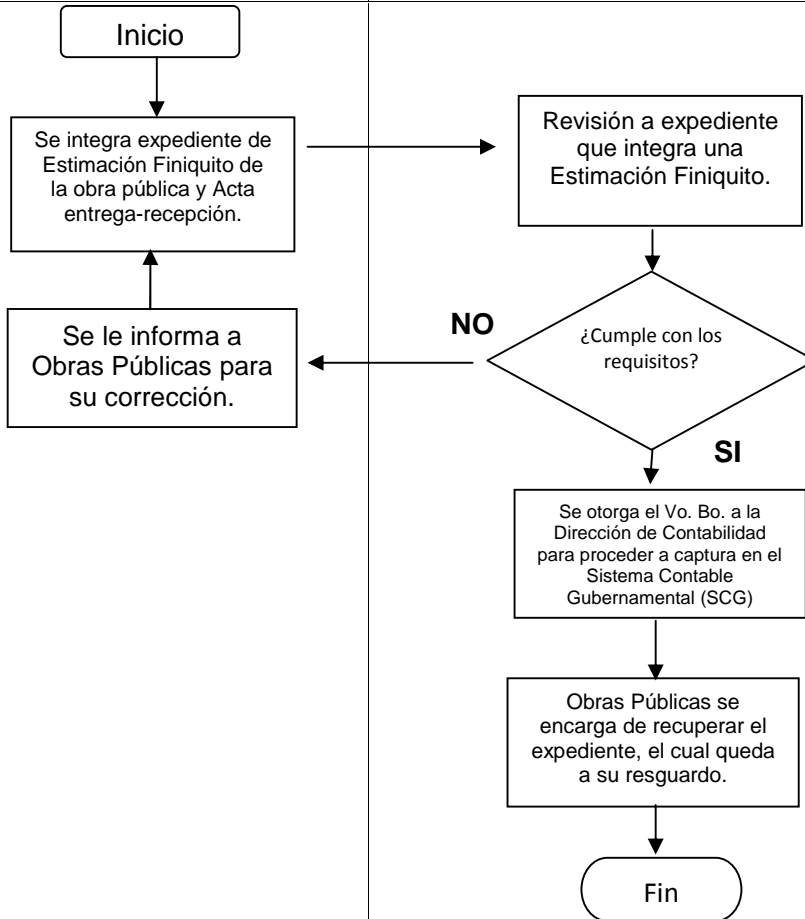 Inicio
Se integra expediente de
Estimación Finiquito de
la obra pública y Acta
entrega-recepción.
Revisión a expediente
que integra una
Estimación Finiquito.
¿Cumple con los
requisitos?
NO
Se le informa a
Obras Públicas para
su corrección.
SI
Se otorga el Vo. Bo. a la
Dirección de Contabilidad
para proceder a captura en el
Sistema Contable
Gubernamental (SCG)
Obras Públicas se
encarga de recuperar el
expediente, el cual queda
a su resguardo.
Fin